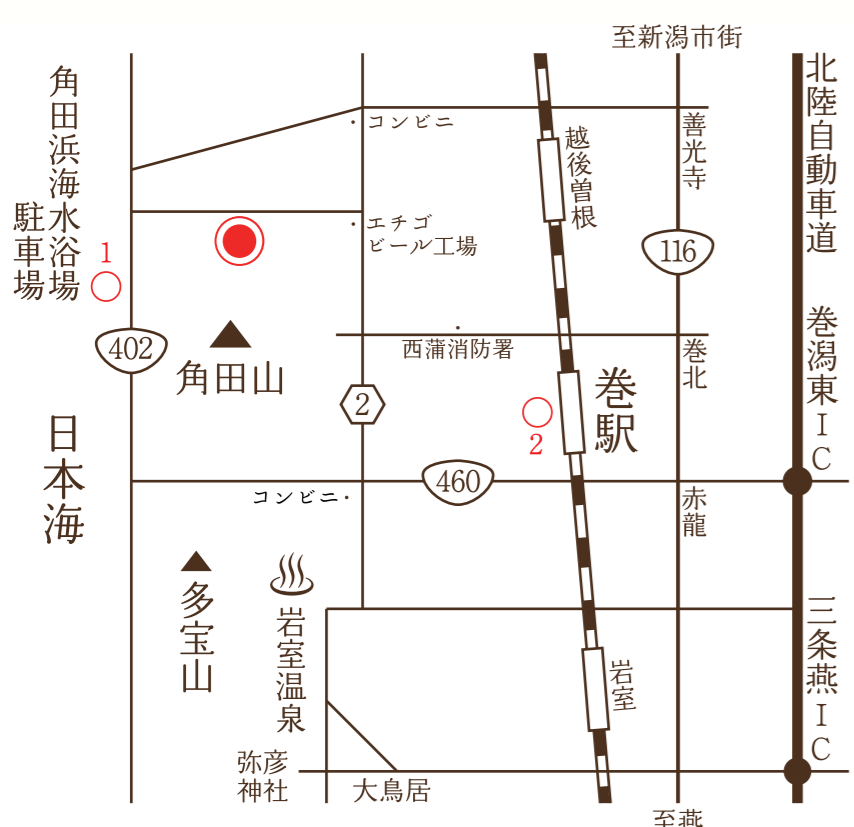 至新潟市街
北陸自動車道
角田浜海水浴場
駐車場
コンビニ
善光寺
越後曽根
エチゴ
ビール工場
116
1
402
西蒲消防署
巻北
巻潟東IC
角田山
2
巻駅
2
日本海
460
コンビニ
赤龍
多宝山
岩室温泉
三条燕IC
岩室
弥彦
神社
大鳥居
至燕